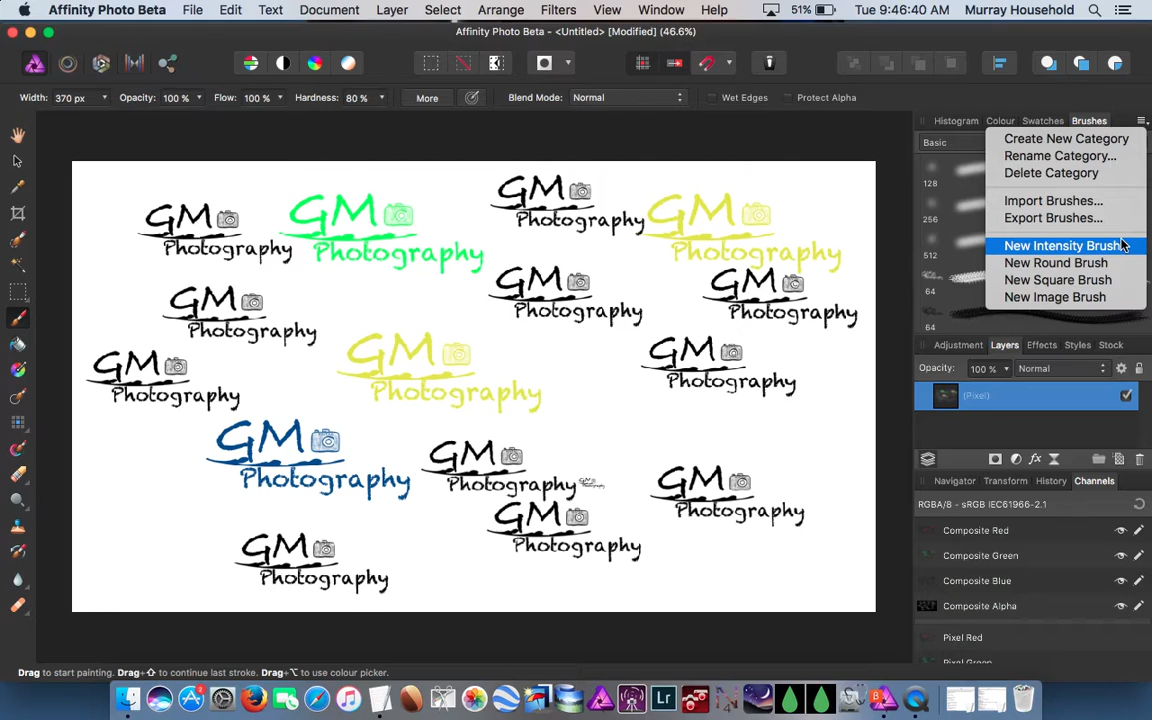 Affinity Photo Beta File Edit Text Document Layer Select Arrange Filters View Window Help 51% Tue 9:46:40 AM Murray Household
Affinity Photo Beta - <Untitled> [Modified] (46.6%)
Width: 370 px Opacity: 100 % Flow: 100 % Hardness: 80 % More Blend Mode: Normal Wet Edges Protect Alpha
Histogram Colour Swatches Brushes
Basic
Create New Category
Rename Category...
Delete Category
Import Brushes...
Export Brushes...
New Intensity Brush
New Round Brush
New Square Brush
New Image Brush
128
256
512
64
64
GM
Photography
GM
Photography
GM
Photography
GM
Photography
GM
Photography
GM
Photography
GM
Photography
GM
Photography
GM
Photography
GM
Photography
GM
Photography
GM
Photography
GM
Photography
GM
Photography
GM
Photography
Adjustment Layers Effects Styles Stock
Opacity: 100 % Normal
(Pixel)
Navigator Transform History Channels
RGBA/8 - sRGB IEC61966-2.1
Composite Red
Composite Green
Composite Blue
Composite Alpha
Pixel Red
Pixel Green
Drag to start painting. Drag+⇧ to continue last stroke. Drag+⌥ to use colour picker.
Lr